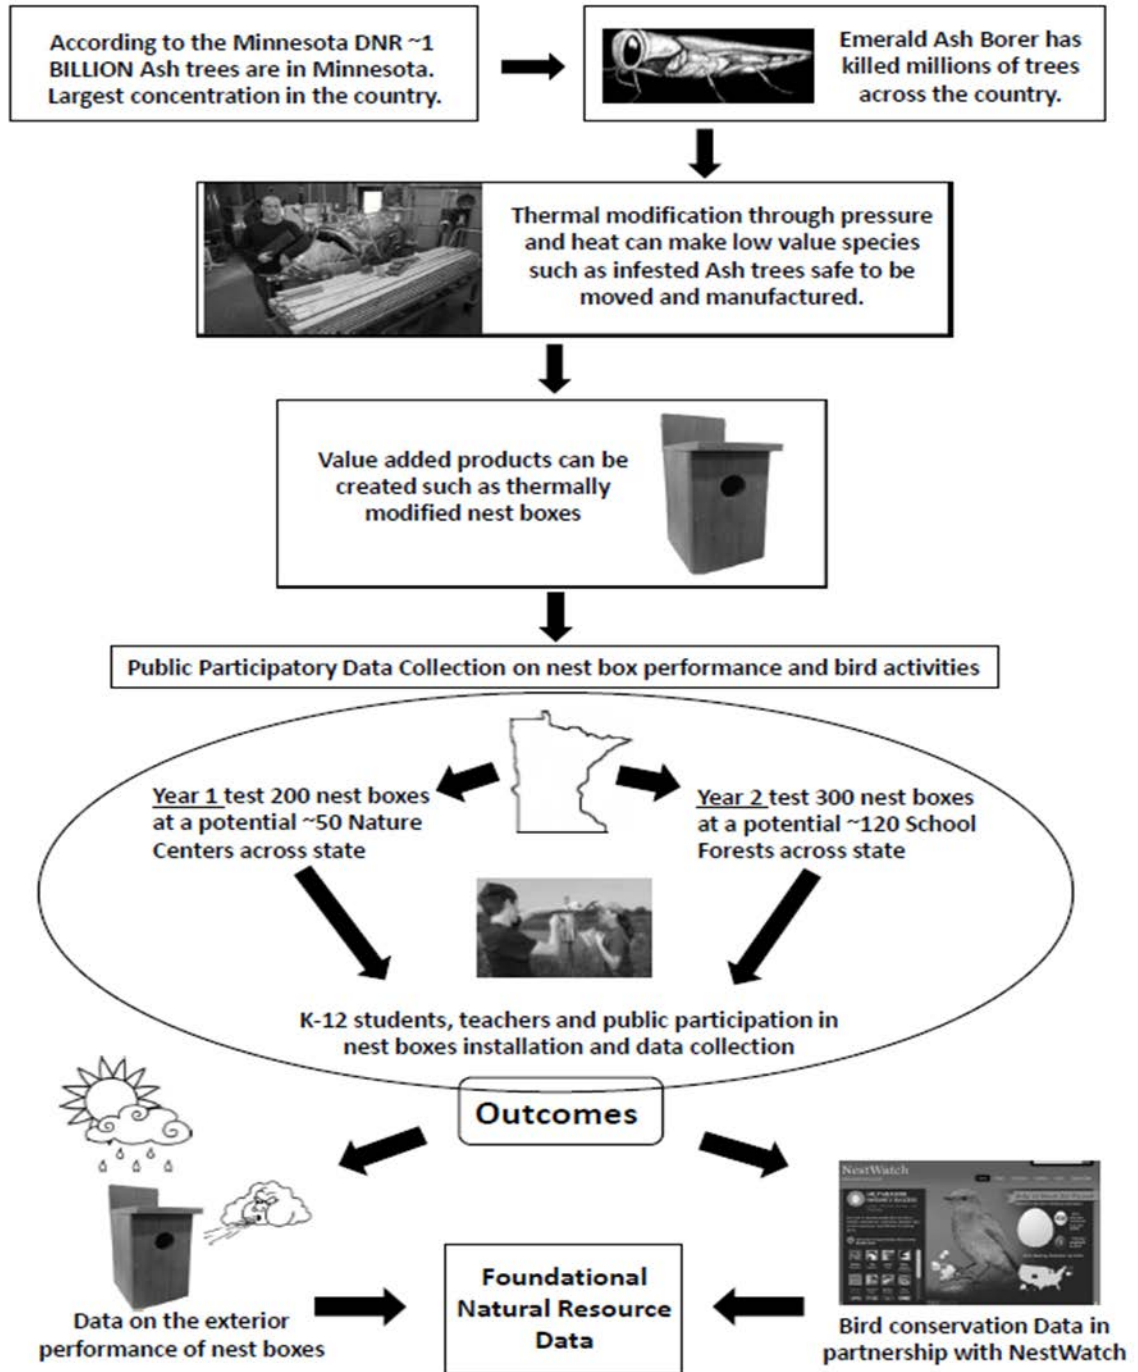 According to the Minnesota DNR ~1
BILLION Ash trees are in Minnesota.
Largest concentration in the country.
Emerald Ash Borer has
killed millions of trees
across the country.
Thermal modification through pressure
and heat can make low value species
such as infested Ash trees safe to be
moved and manufactured.
Value added products can be
created such as thermally
modified nest boxes
Public Participatory Data Collection on nest box performance and bird activities
Year 1 test 200 nest boxes
at a potential ~50 Nature
Centers across state
Year 2 test 300 nest boxes
at a potential ~120 School
Forests across state
K-12 students, teachers and public participation in
nest boxes installation and data collection
Outcomes
NestWatch
Data on the exterior
performance of nest boxes
Foundational
Natural Resource
Data
Bird conservation Data in
partnership with NestWatch